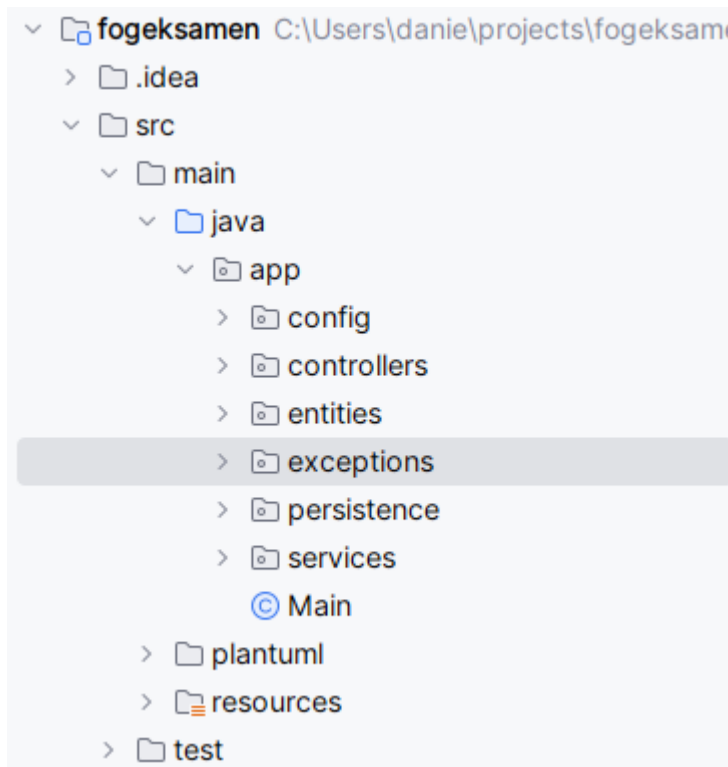 fogeksamen C:\Users\danie\projects\fogeksame
.idea
src
main
java
app
config
controllers
entities
exceptions
persistence
services
Main
plantuml
resources
test